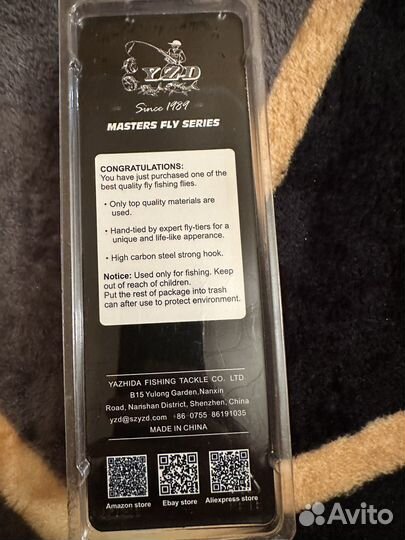 YZD
Since 1989
MASTERS FLY SERIES
CONGRATULATIONS:
You have just purchased one of the
best quality fly fishing flies.
• Only top quality materials are
used.
• Hand-tied by expert fly-tiers for a
unique and life-like apperance.
• High carbon steel strong hook.
Notice: Used only for fishing. Keep
out of reach of children.
Put the rest of package into trash
can after use to protect environment.
YAZHIDA FISHING TACKLE CO. LTD
B15 Yulong Garden,Nanxin
Road, Nanshan District, Shenzhen, China
yzd@szyzd.com +86 0755 86191035
MADE IN CHINA
Amazon store
Ebay store
Aliexpress store
Avito